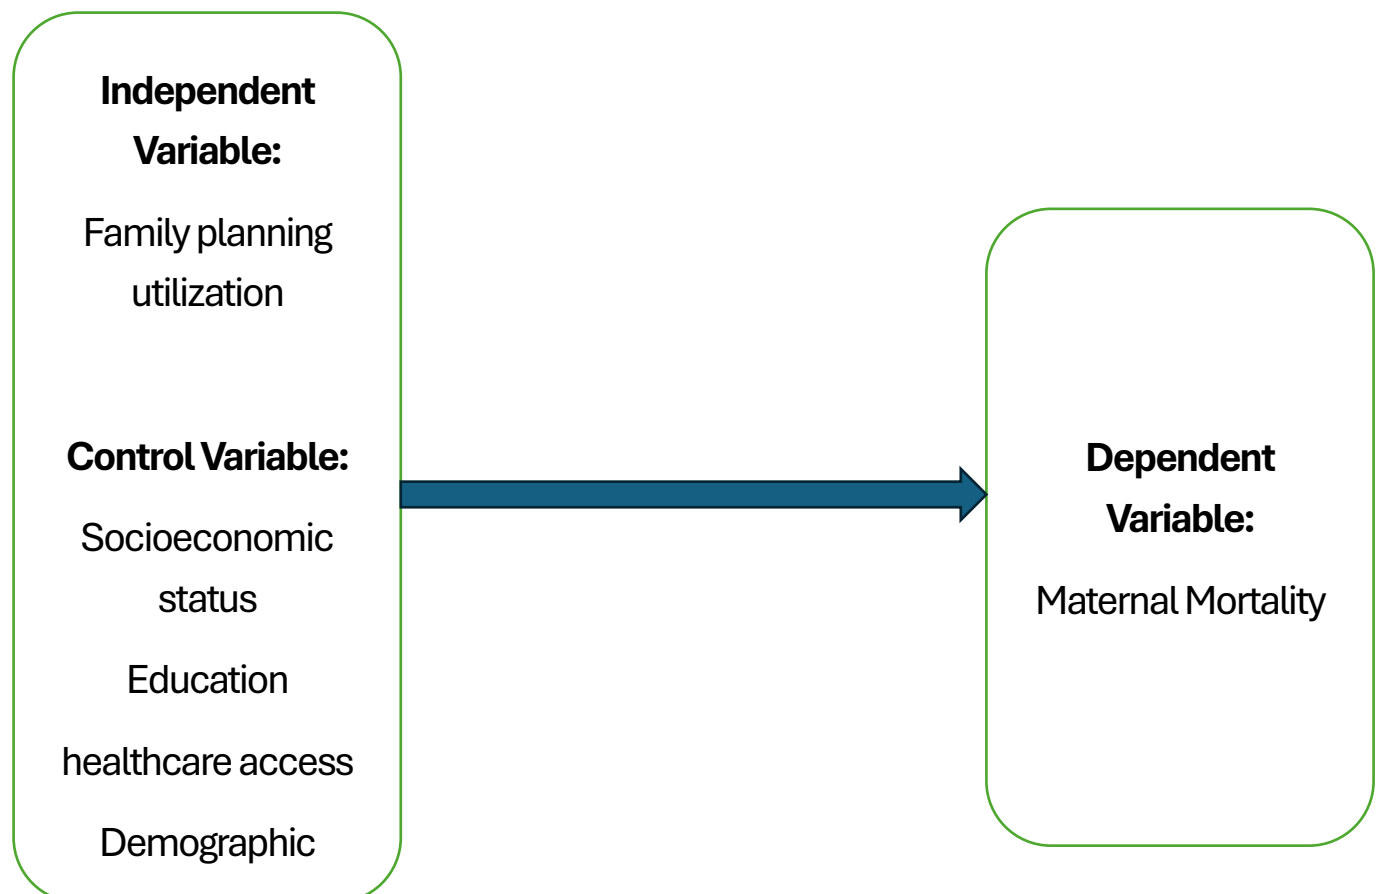 Independent
Variable:
Family planning
utilization
Control Variable:
Socioeconomic
status
Education
healthcare access
Demographic
Dependent
Variable:
Maternal Mortality